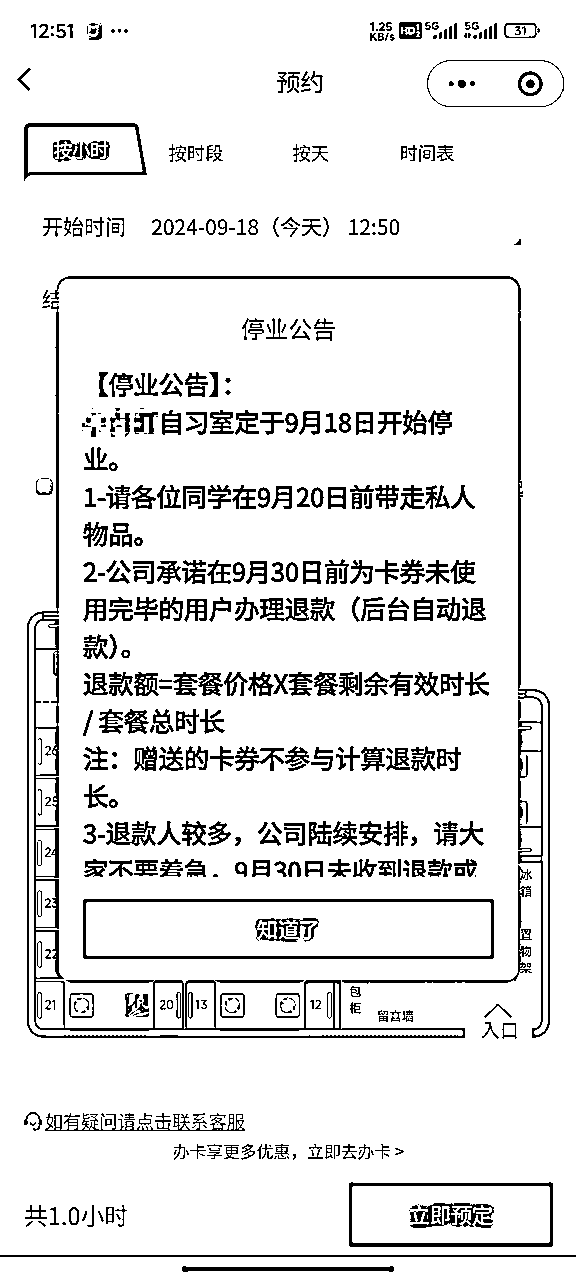 12:51
1.25 KB/s HD 5G 5G 31
预约
按小时 按时段 按天 时间表
开始时间 2024-09-18（今天） 12:50
结
停业公告
【停业公告】：
自习室定于9月18日开始停
业。
1-请各位同学在9月20日前带走私人
物品。
2-公司承诺在9月30日前为卡券未使
用完毕的用户办理退款（后台自动退
款）。
退款额=套餐价格X套餐剩余有效时长
/ 套餐总时长
注：赠送的卡券不参与计算退款时
长。
3-退款人较多，公司陆续安排，请大
家不要着急，9月30日未收到退款或
知道了
26
25
24
23
22
冰箱
置物架
21 20 13 12
包柜
留言墙
入口
如有疑问请点击联系客服
办卡享更多优惠，立即去办卡 >
共1.0小时
立即预定